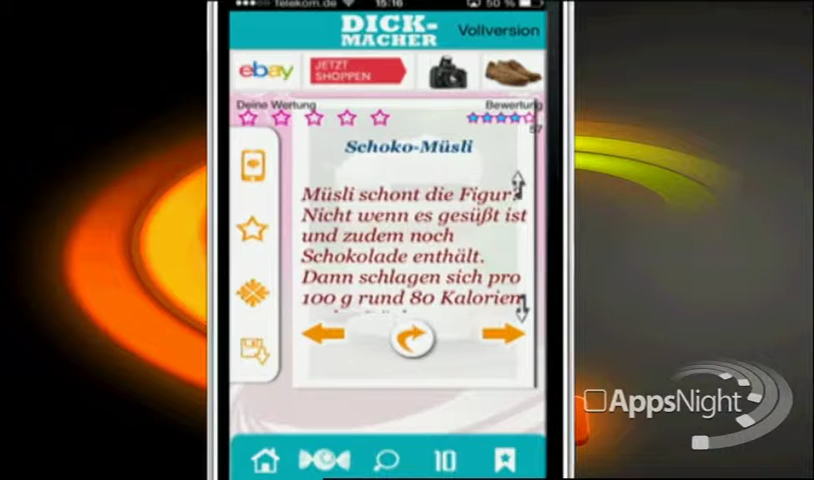 Telekom.de
15:16
50 %
DICK-
MACHER
Vollversion
ebay
JETZT
SHOPPEN
Deine Wertung
Bewertung
57
Schoko-Müsli
Müsli schont die Figur?
Nicht wenn es gesüßt ist
und zudem noch
Schokolade enthält.
Dann schlagen sich pro
100 g rund 80 Kalorien
10
AppsNight